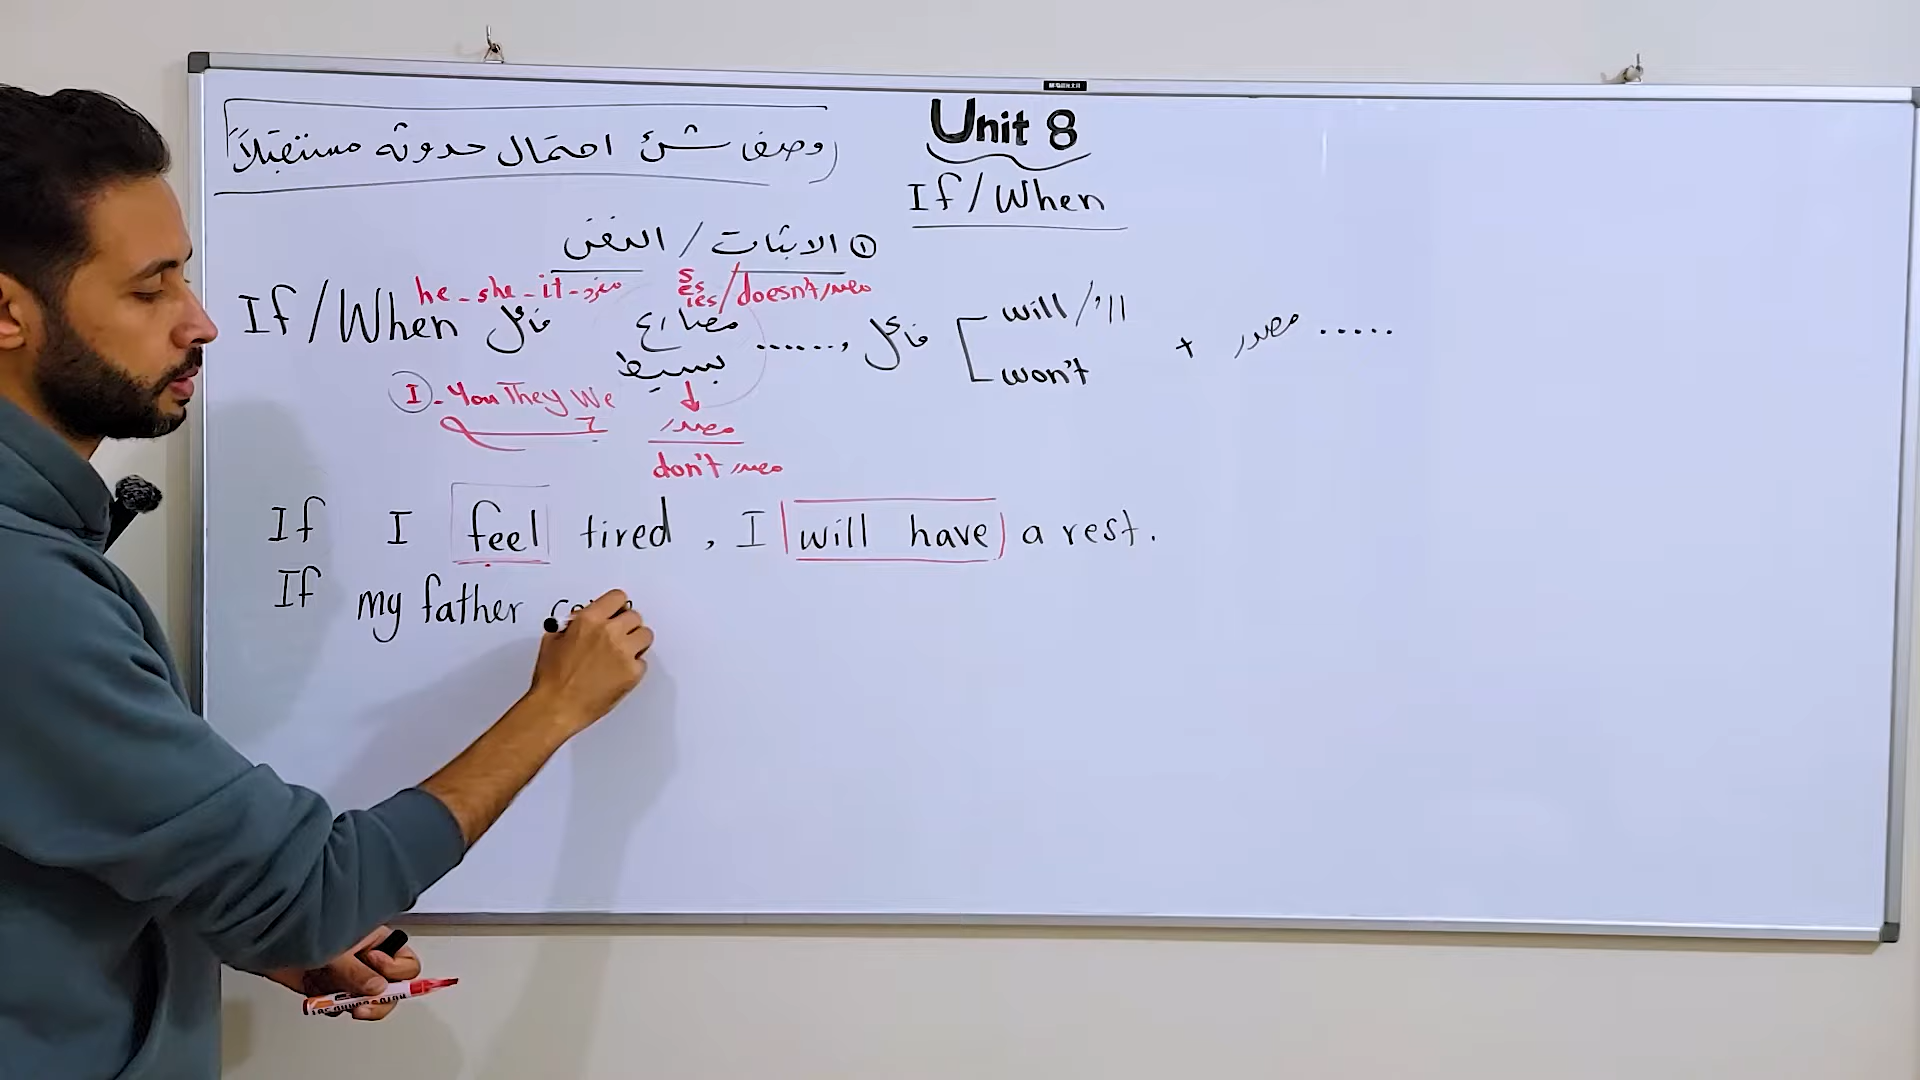 Unit 8
وصف شئ احتمال حدوثه مستقبلاً
If / When
① الاثبات / النفى
he - she - it - مفرد s es ies / doesn't مصدر
If / When فاعل مضارع بسيط ......, فاعل will / 'll won't + مصدر .....
I - You They We مصدر
don't مصدر
If I feel tired , I will have a rest.
If my father